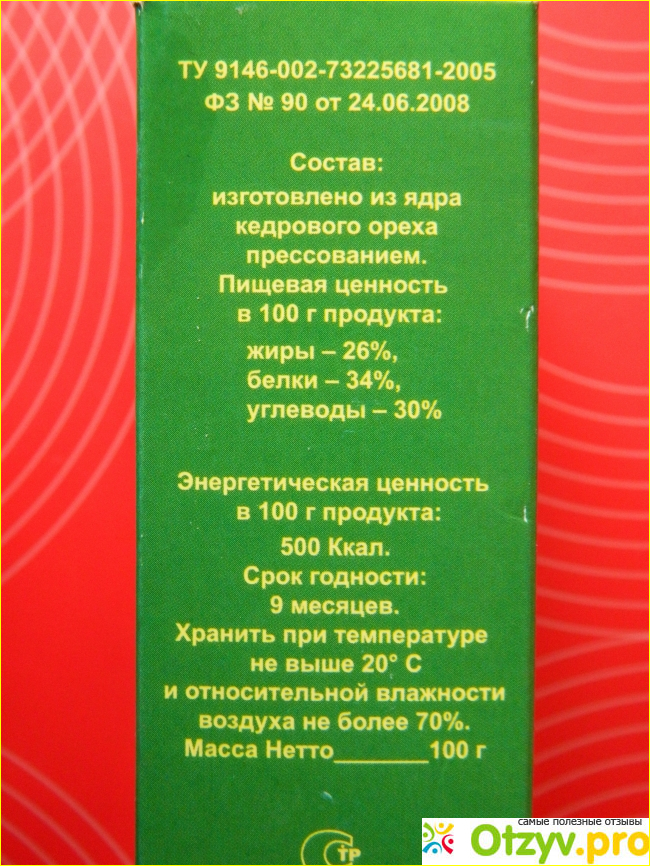 ТУ 9146-002-73225681-2005
ФЗ № 90 от 24.06.2008
Состав:
изготовлено из ядра
кедрового ореха
прессованием.
Пищевая ценность
в 100 г продукта:
жиры – 26%,
белки – 34%,
углеводы – 30%
Энергетическая ценность
в 100 г продукта:
500 Ккал.
Срок годности:
9 месяцев.
Хранить при температуре
не выше 20° С
и относительной влажности
воздуха не более 70%.
Масса Нетто_______100 г
СТР
самые полезные отзывы
Otzyv.pro